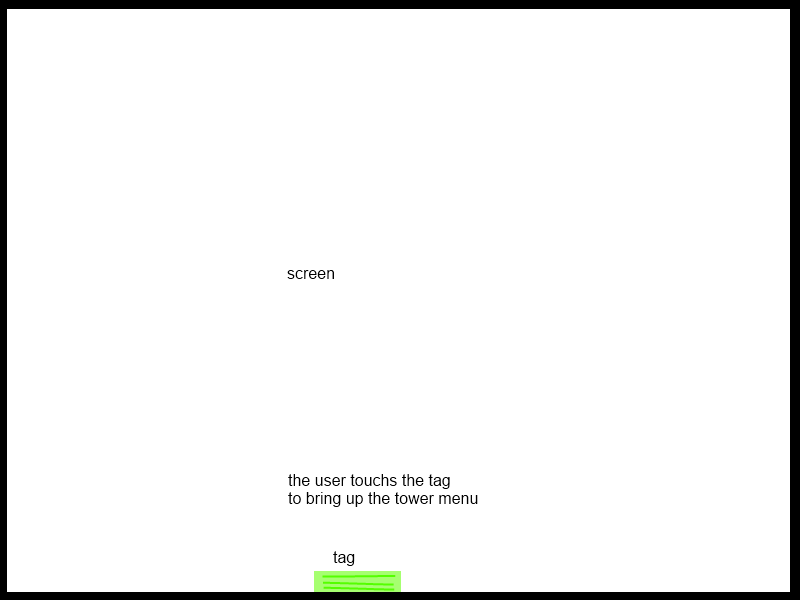 screen
the user touchs the tag
to bring up the tower menu
tag